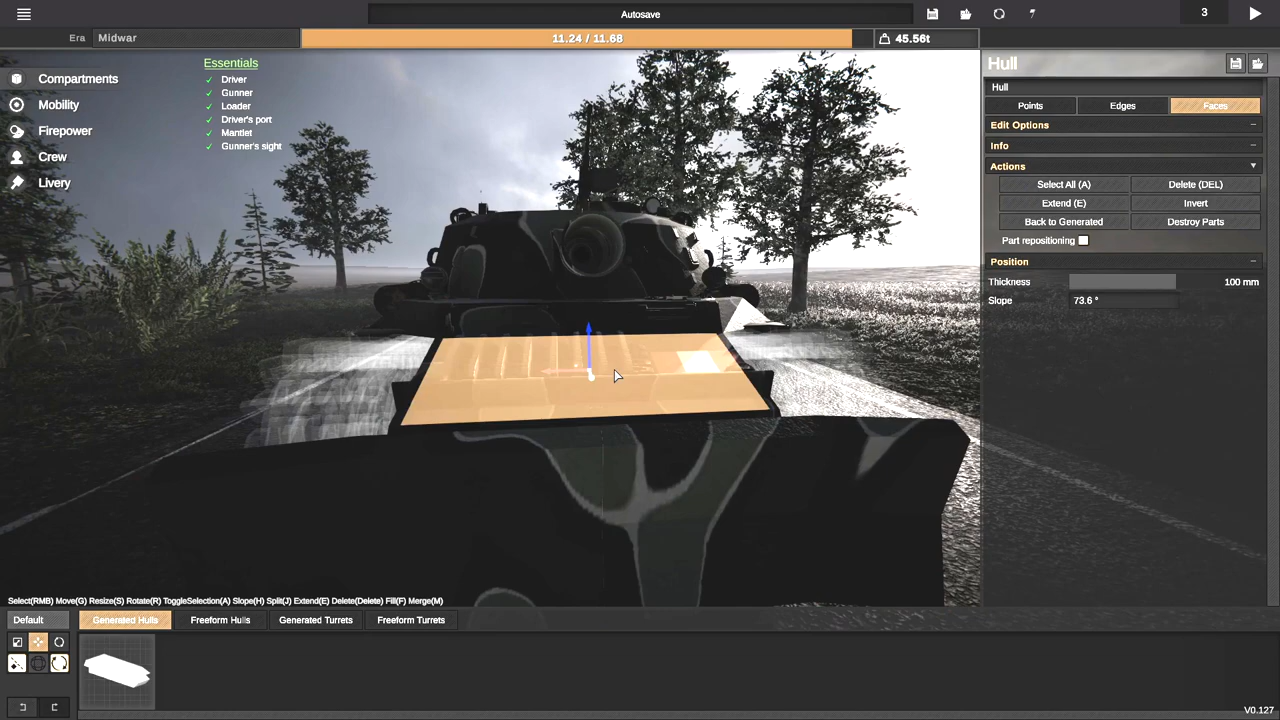 Autosave
3
Era
Midwar
11.24 / 11.68
45.56t
Compartments
Mobility
Firepower
Crew
Livery
Essentials
Driver
Gunner
Loader
Driver's port
Mantlet
Gunner's sight
Hull
Hull
Points
Edges
Faces
Edit Options
Info
Actions
Select All (A)
Delete (DEL)
Extend (E)
Invert
Back to Generated
Destroy Parts
Part repositioning
Position
Thickness
100 mm
Slope
73.6 °
Select(RMB) Move(G) Resize(S) Rotate(R) ToggleSelection(A) Slope(H) Split(J) Extend(E) Delete(Delete) Fill(F) Merge(M)
Default
Generated Hulls
Freeform Hulls
Generated Turrets
Freeform Turrets
V0.127